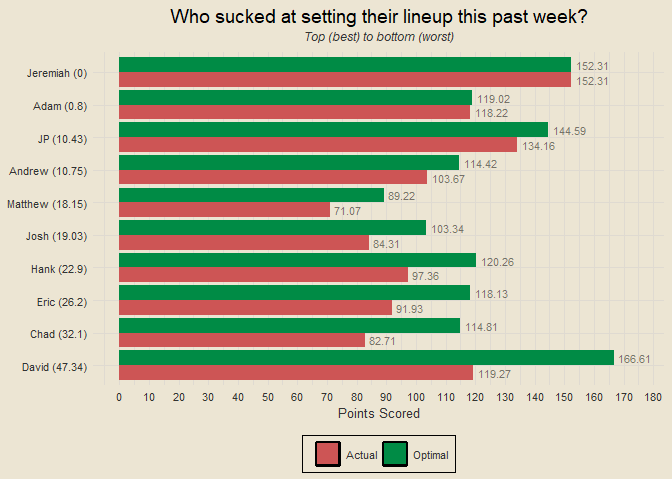 Who sucked at setting their lineup this past week?
Top (best) to bottom (worst)
Jeremiah (0)
152.31
152.31
Adam (0.8)
119.02
118.22
JP (10.43)
144.59
134.16
Andrew (10.75)
114.42
103.67
Matthew (18.15)
89.22
71.07
Josh (19.03)
103.34
84.31
Hank (22.9)
120.26
97.36
Eric (26.2)
118.13
91.93
Chad (32.1)
114.81
82.71
David (47.34)
166.61
119.27
0 10 20 30 40 50 60 70 80 90 100 110 120 130 140 150 160 170 180
Points Scored
Actual Optimal